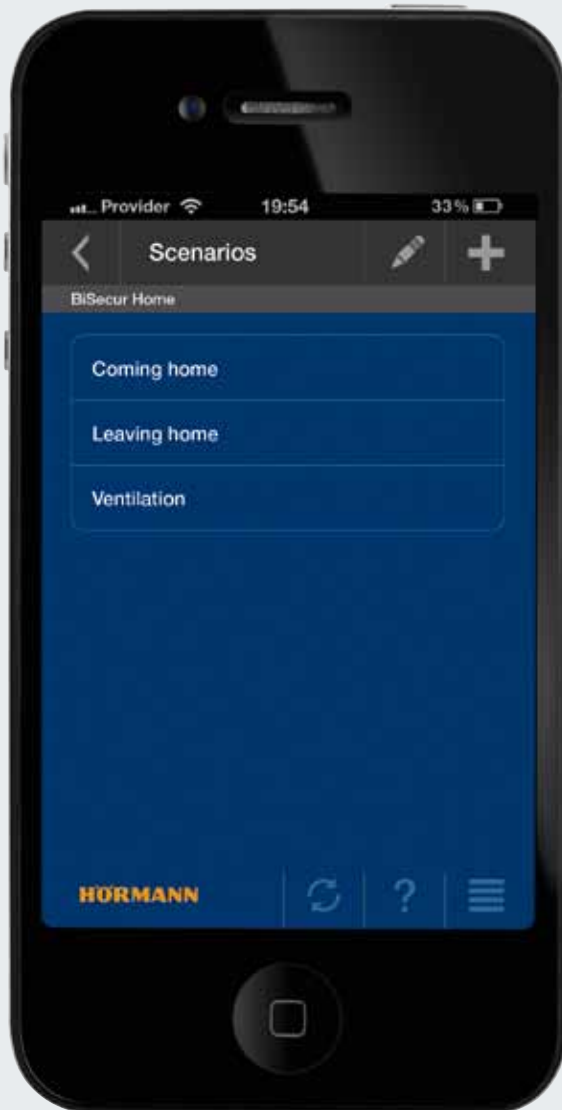 Provider 19:54 33%
Scenarios
BiSecur Home
Coming home
Leaving home
Ventilation
HÖRMANN
?